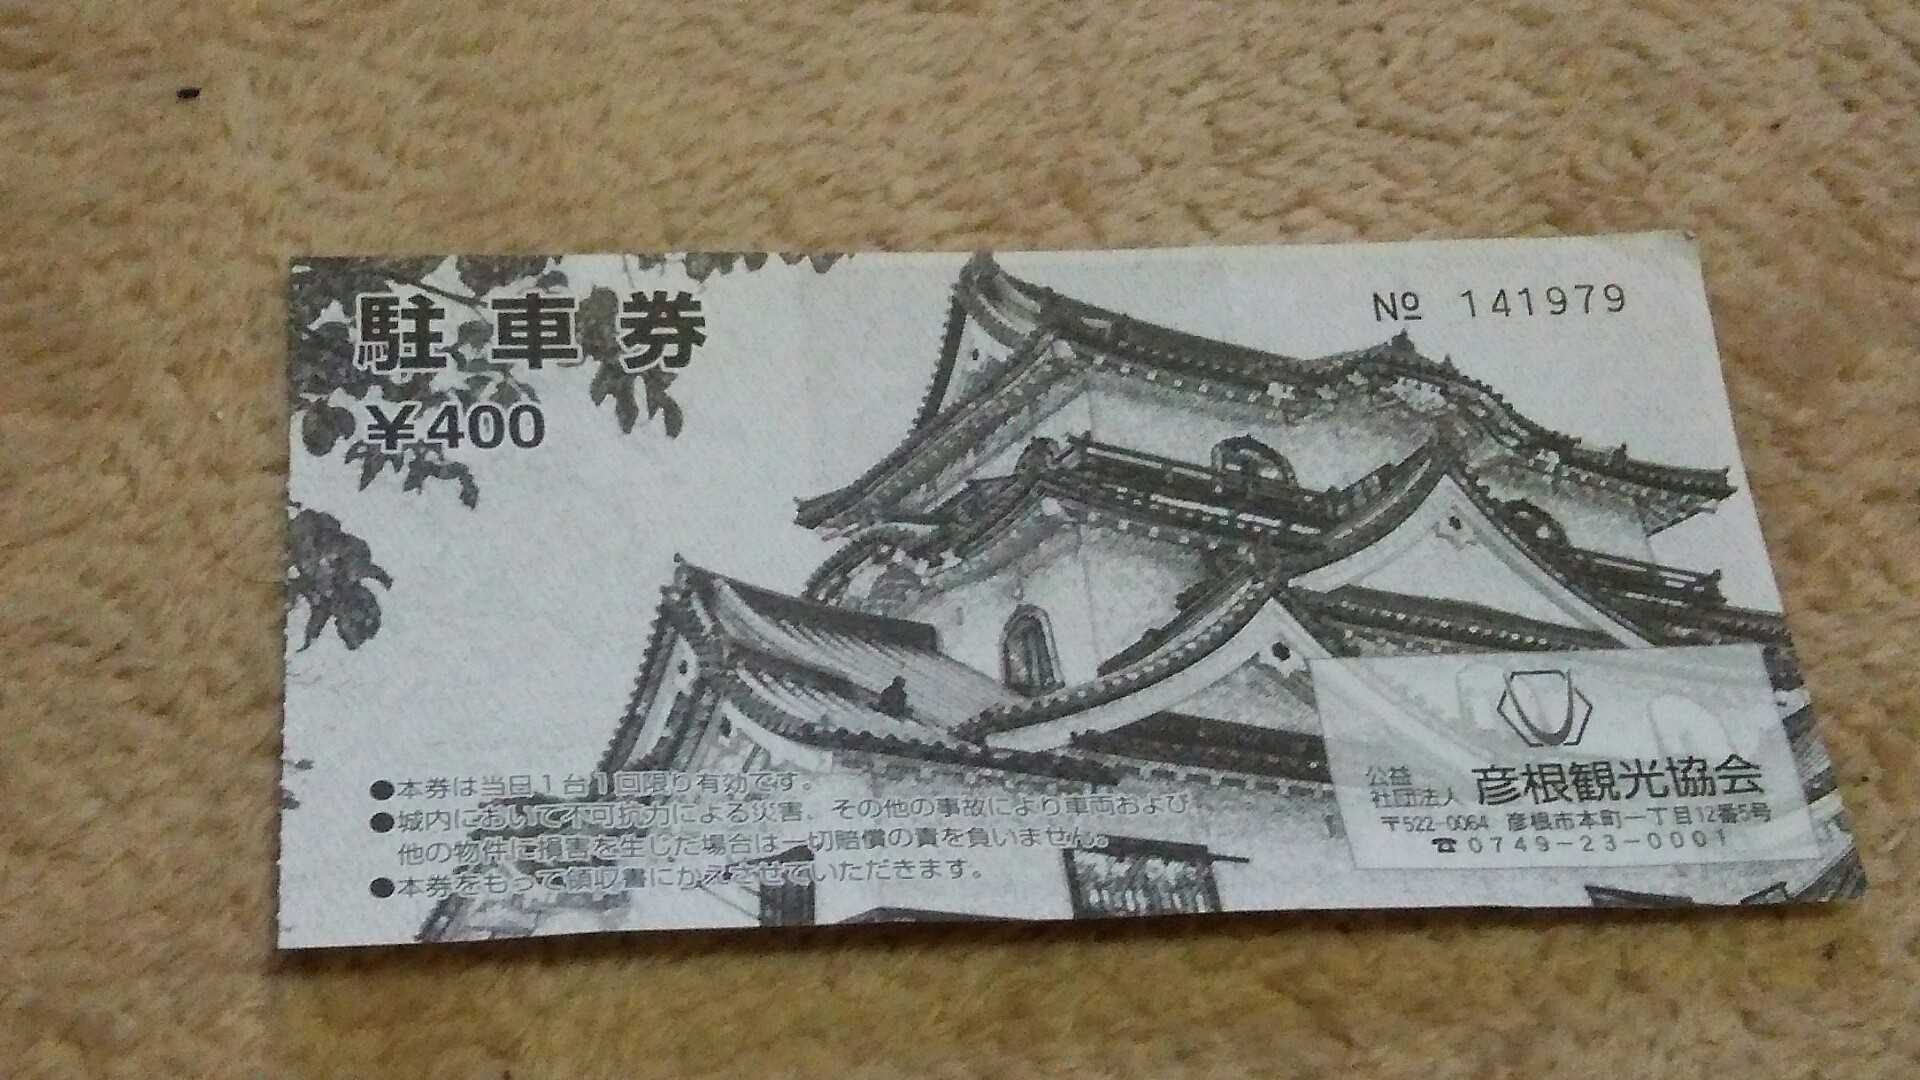 駐車券
¥400
№ 141979
●本券は当日1台1回限り有効です。
●城内において不可抗力による災害、その他の事故により車両および
他の物件に損害を生じた場合は一切賠償の責を負いません。
●本券をもって領収書にかえさせていただきます。
公益
社団法人 彦根観光協会
〒522-0064 彦根市本町一丁目12番5号
☎0749-23-0001